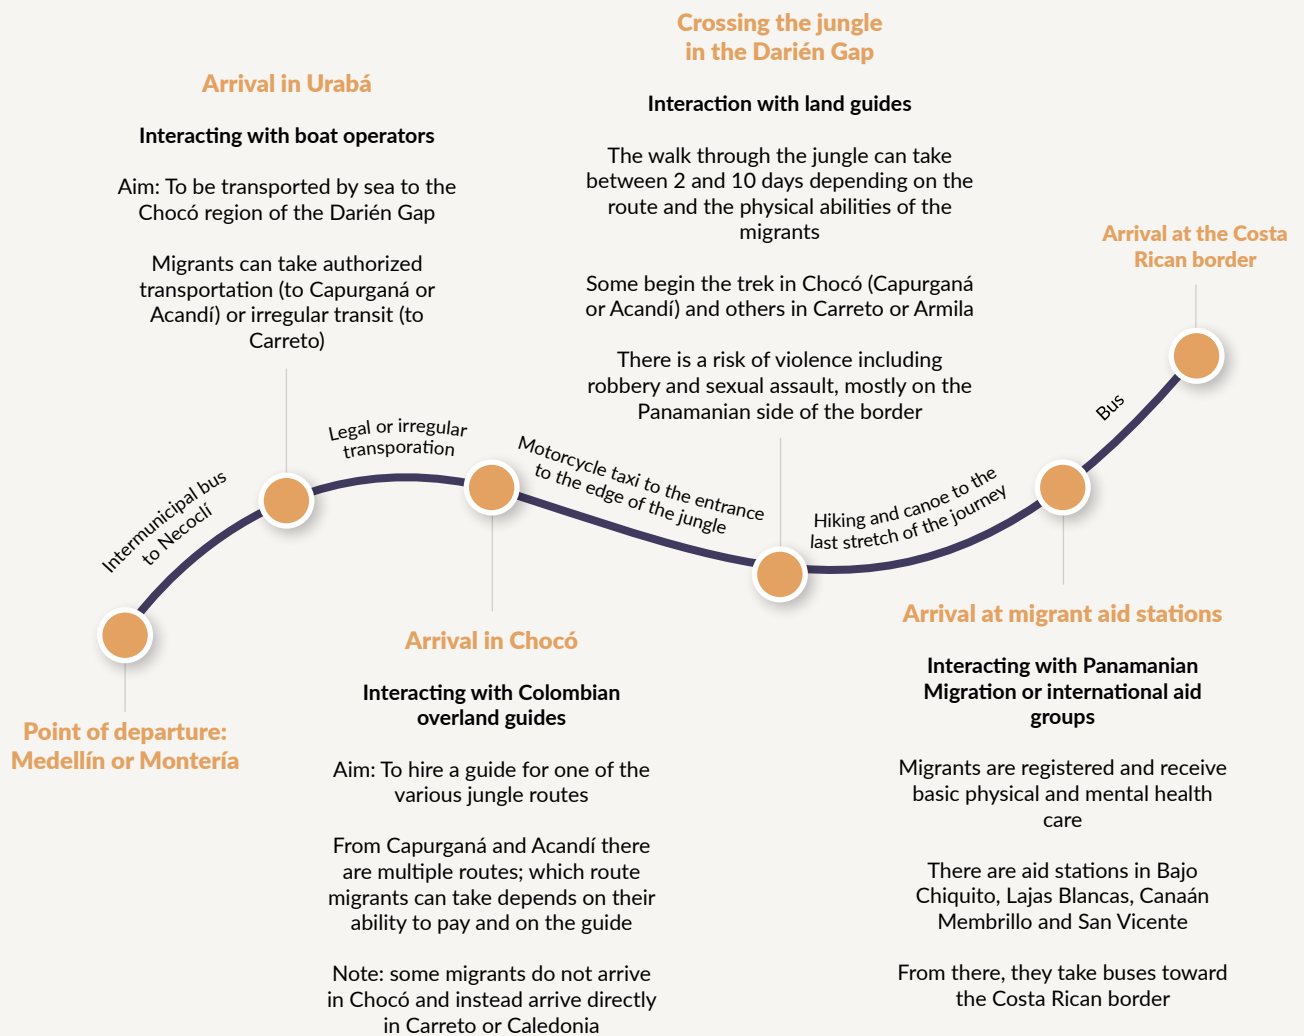 Point of departure:
Medellín or Montería
Intermunicipal bus
to Necoclí
Arrival in Urabá
Interacting with boat operators
Aim: To be transported by sea to the
Chocó region of the Darién Gap
Migrants can take authorized
transportation (to Capurganá or
Acandí) or irregular transit (to
Carreto)
Legal or irregular
transporation
Arrival in Chocó
Interacting with Colombian
overland guides
Aim: To hire a guide for one of the
various jungle routes
From Capurganá and Acandí there
are multiple routes; which route
migrants can take depends on their
ability to pay and on the guide
Note: some migrants do not arrive
in Chocó and instead arrive directly
in Carreto or Caledonia
Motorcycle taxi to the entrance
to the edge of the jungle
Crossing the jungle
in the Darién Gap
Interaction with land guides
The walk through the jungle can take
between 2 and 10 days depending on the
route and the physical abilities of the
migrants
Some begin the trek in Chocó (Capurganá
or Acandí) and others in Carreto or Armila
There is a risk of violence including
robbery and sexual assault, mostly on the
Panamanian side of the border
Hiking and canoe to the
last stretch of the journey
Arrival at migrant aid stations
Interacting with Panamanian
Migration or international aid
groups
Migrants are registered and receive
basic physical and mental health
care
There are aid stations in Bajo
Chiquito, Lajas Blancas, Canaán
Membrillo and San Vicente
From there, they take buses toward
the Costa Rican border
Bus
Arrival at the Costa
Rican border